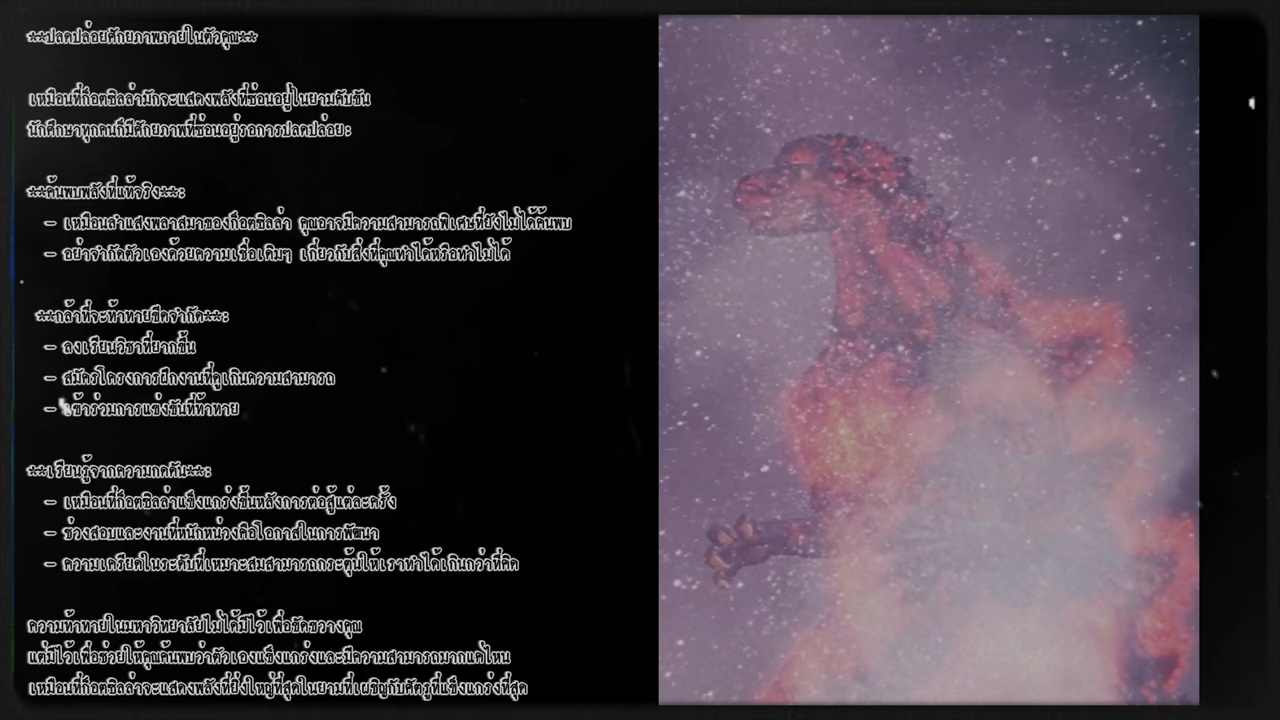 **ปลดปล่อยศักยภาพภายในตัวคุณ**
เหมือนที่ก็อตซิลล่ามักจะแสดงพลังที่ซ่อนอยู่ในยามคับขัน
นักศึกษาทุกคนก็มีศักยภาพที่ซ่อนอยู่รอการปลดปล่อย:
**ค้นพบพลังที่แท้จริง**:
- เหมือนลำแสงพลาสมาของก็อตซิลล่า คุณอาจมีความสามารถพิเศษที่ยังไม่ได้ค้นพบ
- อย่าจำกัดตัวเองด้วยความเชื่อเดิมๆ เกี่ยวกับสิ่งที่คุณทำได้หรือทำไม่ได้
**กล้าที่จะท้าทายขีดจำกัด**:
- ลงเรียนวิชาที่ยากขึ้น
- สมัครโครงการฝึกงานที่ดูเกินความสามารถ
- เข้าร่วมการแข่งขันที่ท้าทาย
**เรียนรู้จากความกดดัน**:
- เหมือนที่ก็อตซิลล่าแข็งแกร่งขึ้นหลังการต่อสู้แต่ละครั้ง
- ช่วงสอบและงานที่หนักหน่วงคือโอกาสในการพัฒนา
- ความเครียดในระดับที่เหมาะสมสามารถกระตุ้นให้เราทำได้เกินกว่าที่คิด
ความท้าทายในมหาวิทยาลัยไม่ได้มีไว้เพื่อขัดขวางคุณ
แต่มีไว้เพื่อช่วยให้คุณค้นพบว่าตัวเองแข็งแกร่งและมีความสามารถมากแค่ไหน
เหมือนที่ก็อตซิลล่าจะแสดงพลังที่ยิ่งใหญ่ที่สุดในยามที่เผชิญกับศัตรูที่แข็งแกร่งที่สุด